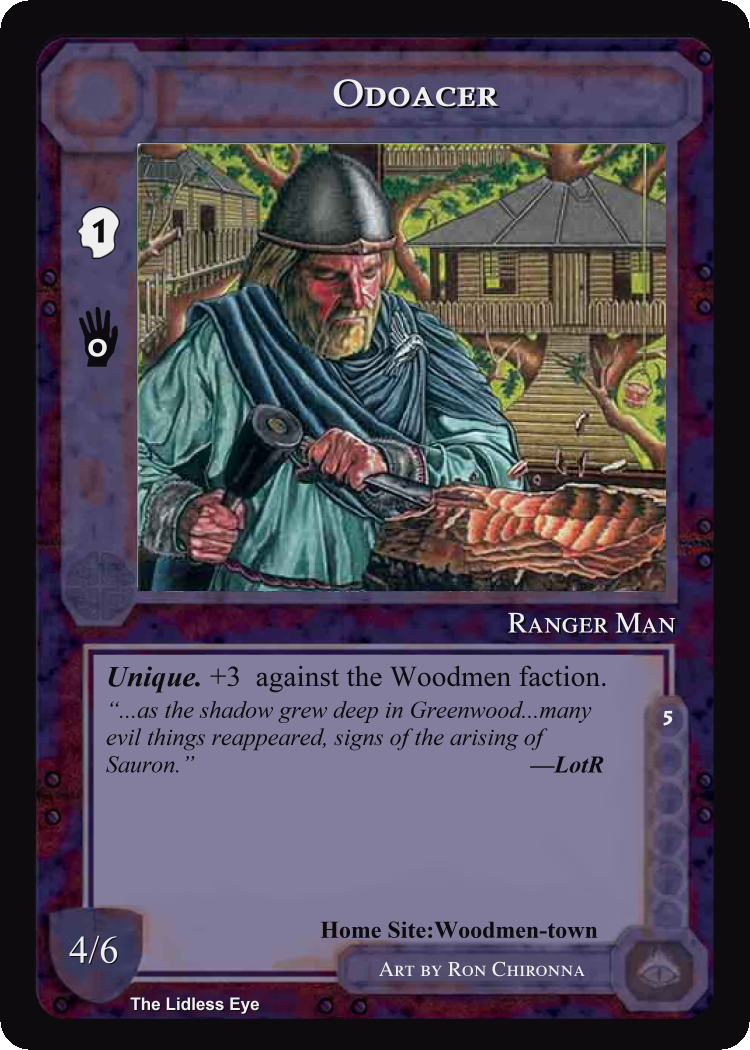 Odoacer
1
0
Ranger Man
Unique. +3 against the Woodmen faction.
“...as the shadow grew deep in Greenwood...many
evil things reappeared, signs of the arising of
Sauron.” —LotR
5
Home Site:Woodmen-town
4/6
Art by Ron Chironna
The Lidless Eye